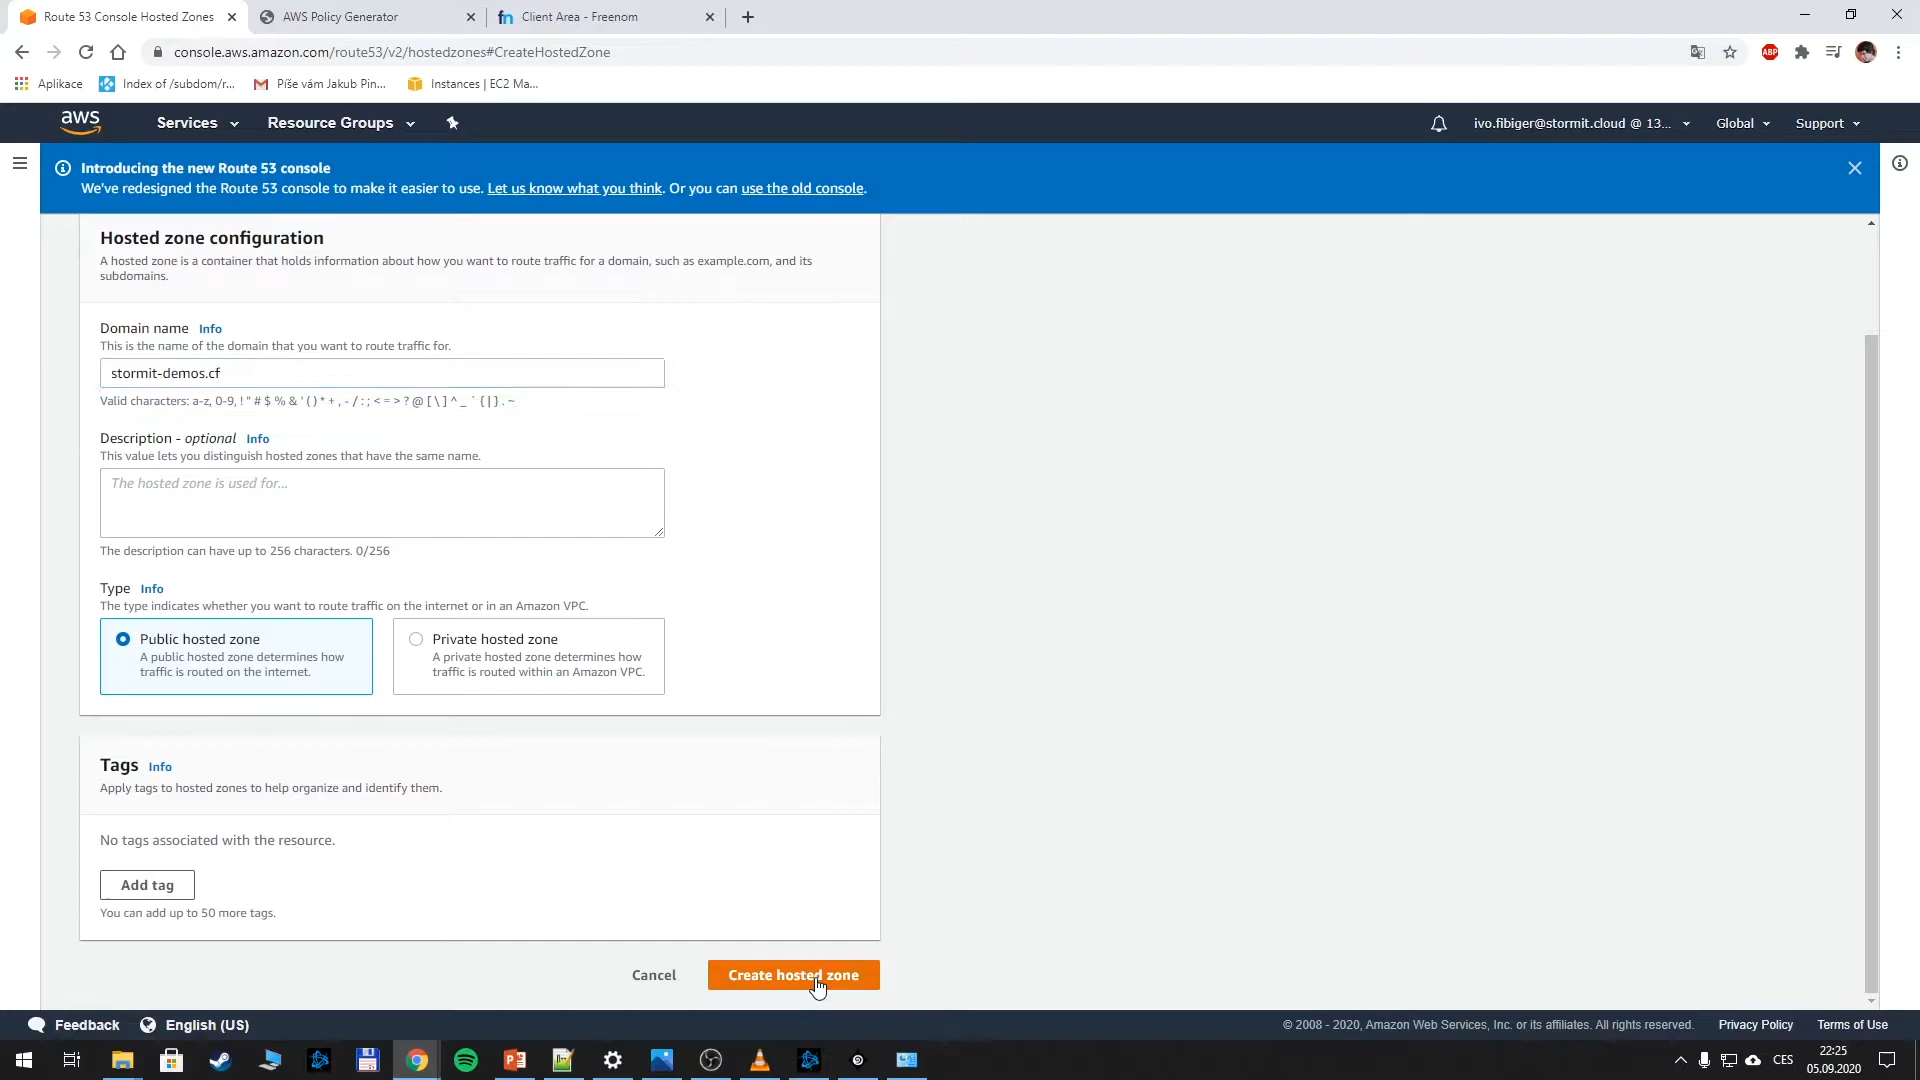 Route 53 Console Hosted Zones
AWS Policy Generator
Client Area - Freenom
console.aws.amazon.com/route53/v2/hostedzones#CreateHostedZone
ABP
Aplikace
Index of /subdom/r...
Píše vám Jakub Pin...
Instances | EC2 Ma...
aws
Services
Resource Groups
ivo.fibiger@stormit.cloud @ 13...
Global
Support
Introducing the new Route 53 console
We've redesigned the Route 53 console to make it easier to use. Let us know what you think. Or you can use the old console.
Hosted zone configuration
A hosted zone is a container that holds information about how you want to route traffic for a domain, such as example.com, and its
subdomains.
Domain name Info
This is the name of the domain that you want to route traffic for.
stormit-demos.cf
Valid characters: a-z, 0-9, ! " # $ % & ' ( ) * + , - / : ; < = > ? @ [ \ ] ^ _ ` { | } . ~
Description - optional Info
This value lets you distinguish hosted zones that have the same name.
The hosted zone is used for...
The description can have up to 256 characters. 0/256
Type Info
The type indicates whether you want to route traffic on the internet or in an Amazon VPC.
Public hosted zone
A public hosted zone determines how
traffic is routed on the internet.
Private hosted zone
A private hosted zone determines how
traffic is routed within an Amazon VPC.
Tags Info
Apply tags to hosted zones to help organize and identify them.
No tags associated with the resource.
Add tag
You can add up to 50 more tags.
Cancel
Create hosted zone
Feedback
English (US)
© 2008 - 2020, Amazon Web Services, Inc. or its affiliates. All rights reserved.
Privacy Policy
Terms of Use
CES
22:25
05.09.2020